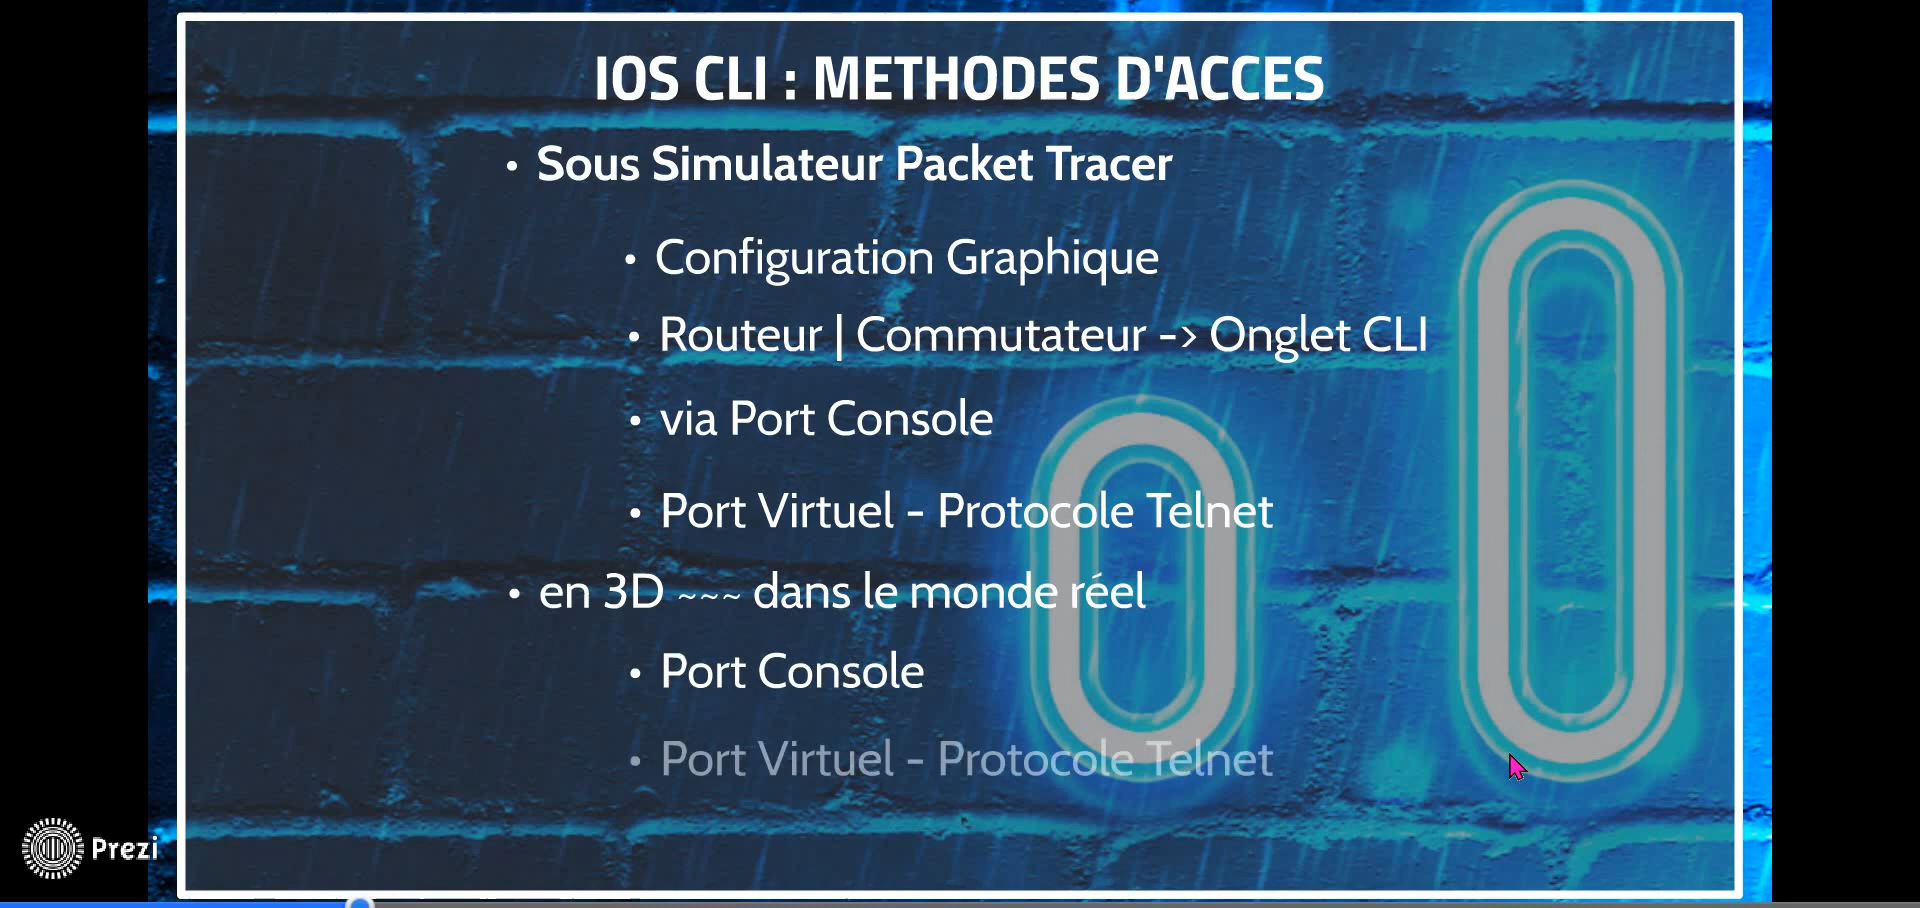 IOS CLI : METHODES D'ACCES
• Sous Simulateur Packet Tracer
• Configuration Graphique
• Routeur | Commutateur -> Onglet CLI
• via Port Console
• Port Virtuel - Protocole Telnet
• en 3D ~~~ dans le monde réel
• Port Console
• Port Virtuel - Protocole Telnet
Prezi